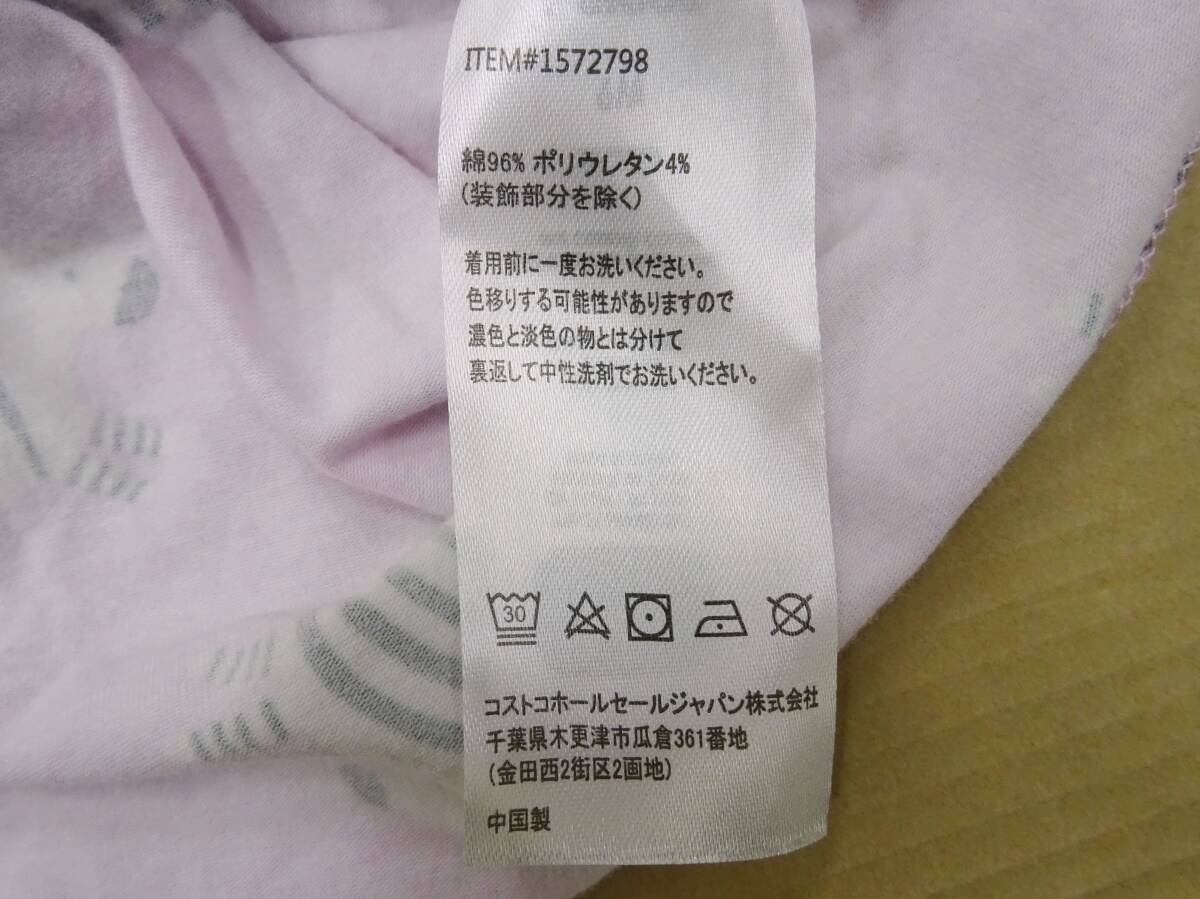 ITEM#1572798
綿96% ポリウレタン4%
(装飾部分を除く)
着用前に一度お洗いください。
色移りする可能性がありますので
濃色と淡色の物とは分けて
裏返して中性洗剤でお洗いください。
30
コストコホールセールジャパン株式会社
千葉県木更津市瓜倉361番地
(金田西2街区2画地)
中国製